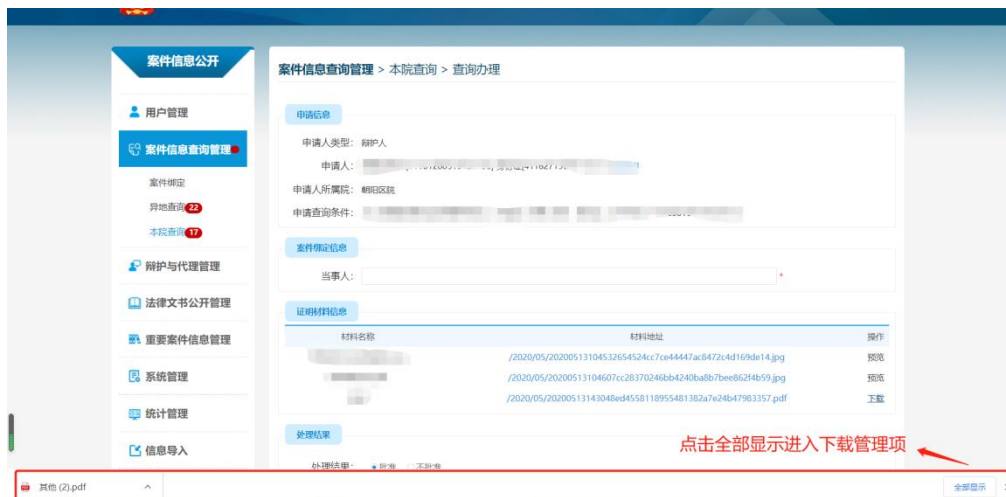 案件信息公开
案件信息查询管理 > 本院查询 > 查询办理
用户管理
案件信息查询管理
案件绑定
异地查询 22
本院查询 17
辩护与代理管理
法律文书公开管理
重要案件信息管理
系统管理
统计管理
信息导入
申请信息
申请人类型： 辩护人
申请人：
申请人所属院： 朝阳区院
申请查询条件：
案件绑定信息
当事人： *
证明材料信息
材料名称 材料地址 操作
/2020/05/20200513104532654524cc7ce44447ac8472c4d169de14.jpg 预览
/2020/05/20200513104607cc28370246bb4240ba8b7bee862f4b59.jpg 预览
/2020/05/20200513143048ed4558118955481382a7e24b47983357.pdf 下载
处理结果
处理结果： 批准 不批准
点击全部显示进入下载管理项
其他 (2).pdf 全部显示